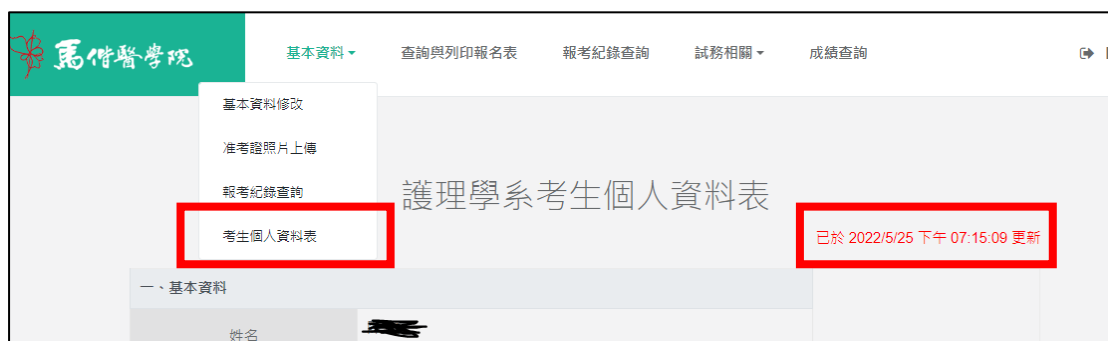 馬偕醫學院
基本資料 查詢與列印報名表 報考紀錄查詢 試務相關 成績查詢
基本資料修改
准考證照片上傳
報考紀錄查詢
護理學系考生個人資料表
考生個人資料表
已於 2022/5/25 下午 07:15:09 更新
一、基本資料
姓名